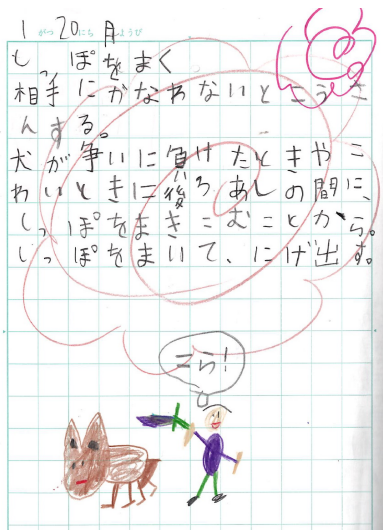 1がつ20にち月ようび
しっぽをまく
相手にかなわないとこうさ
んする。
犬が争いに負けたときやこ
わいときに後ろあしの間に、
しっぽをまきこむことから。
しっぽをまいて、にげ出す。
こら!